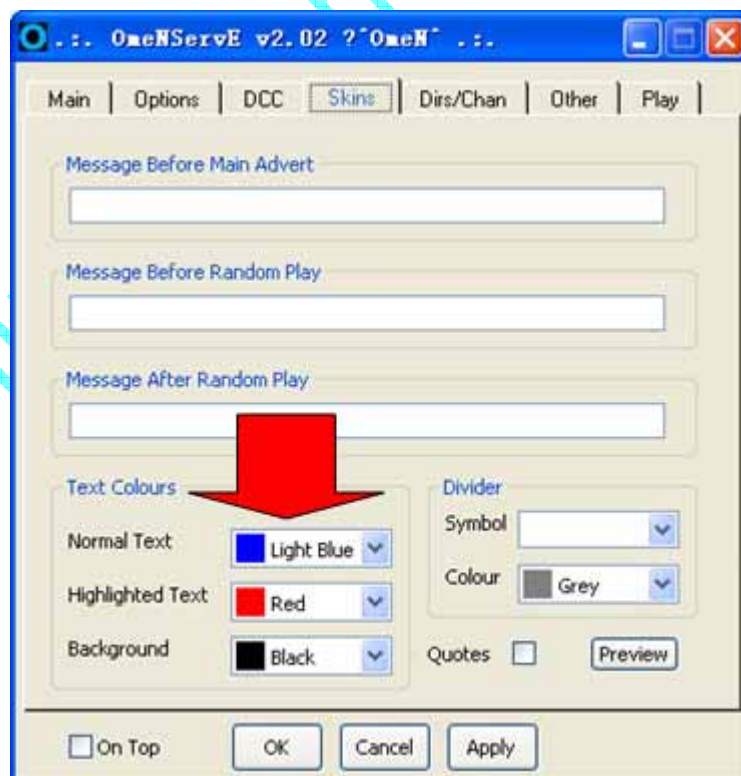 .:. OmeNServE v2.02 ?^OmeN^ .:.
Main Options DCC Skins Dirs/Chan Other Play
Message Before Main Advert
Message Before Random Play
Message After Random Play
Text Colours
Normal Text Light Blue
Highlighted Text Red
Background Black
Divider
Symbol
Colour Grey
Quotes Preview
On Top OK Cancel Apply